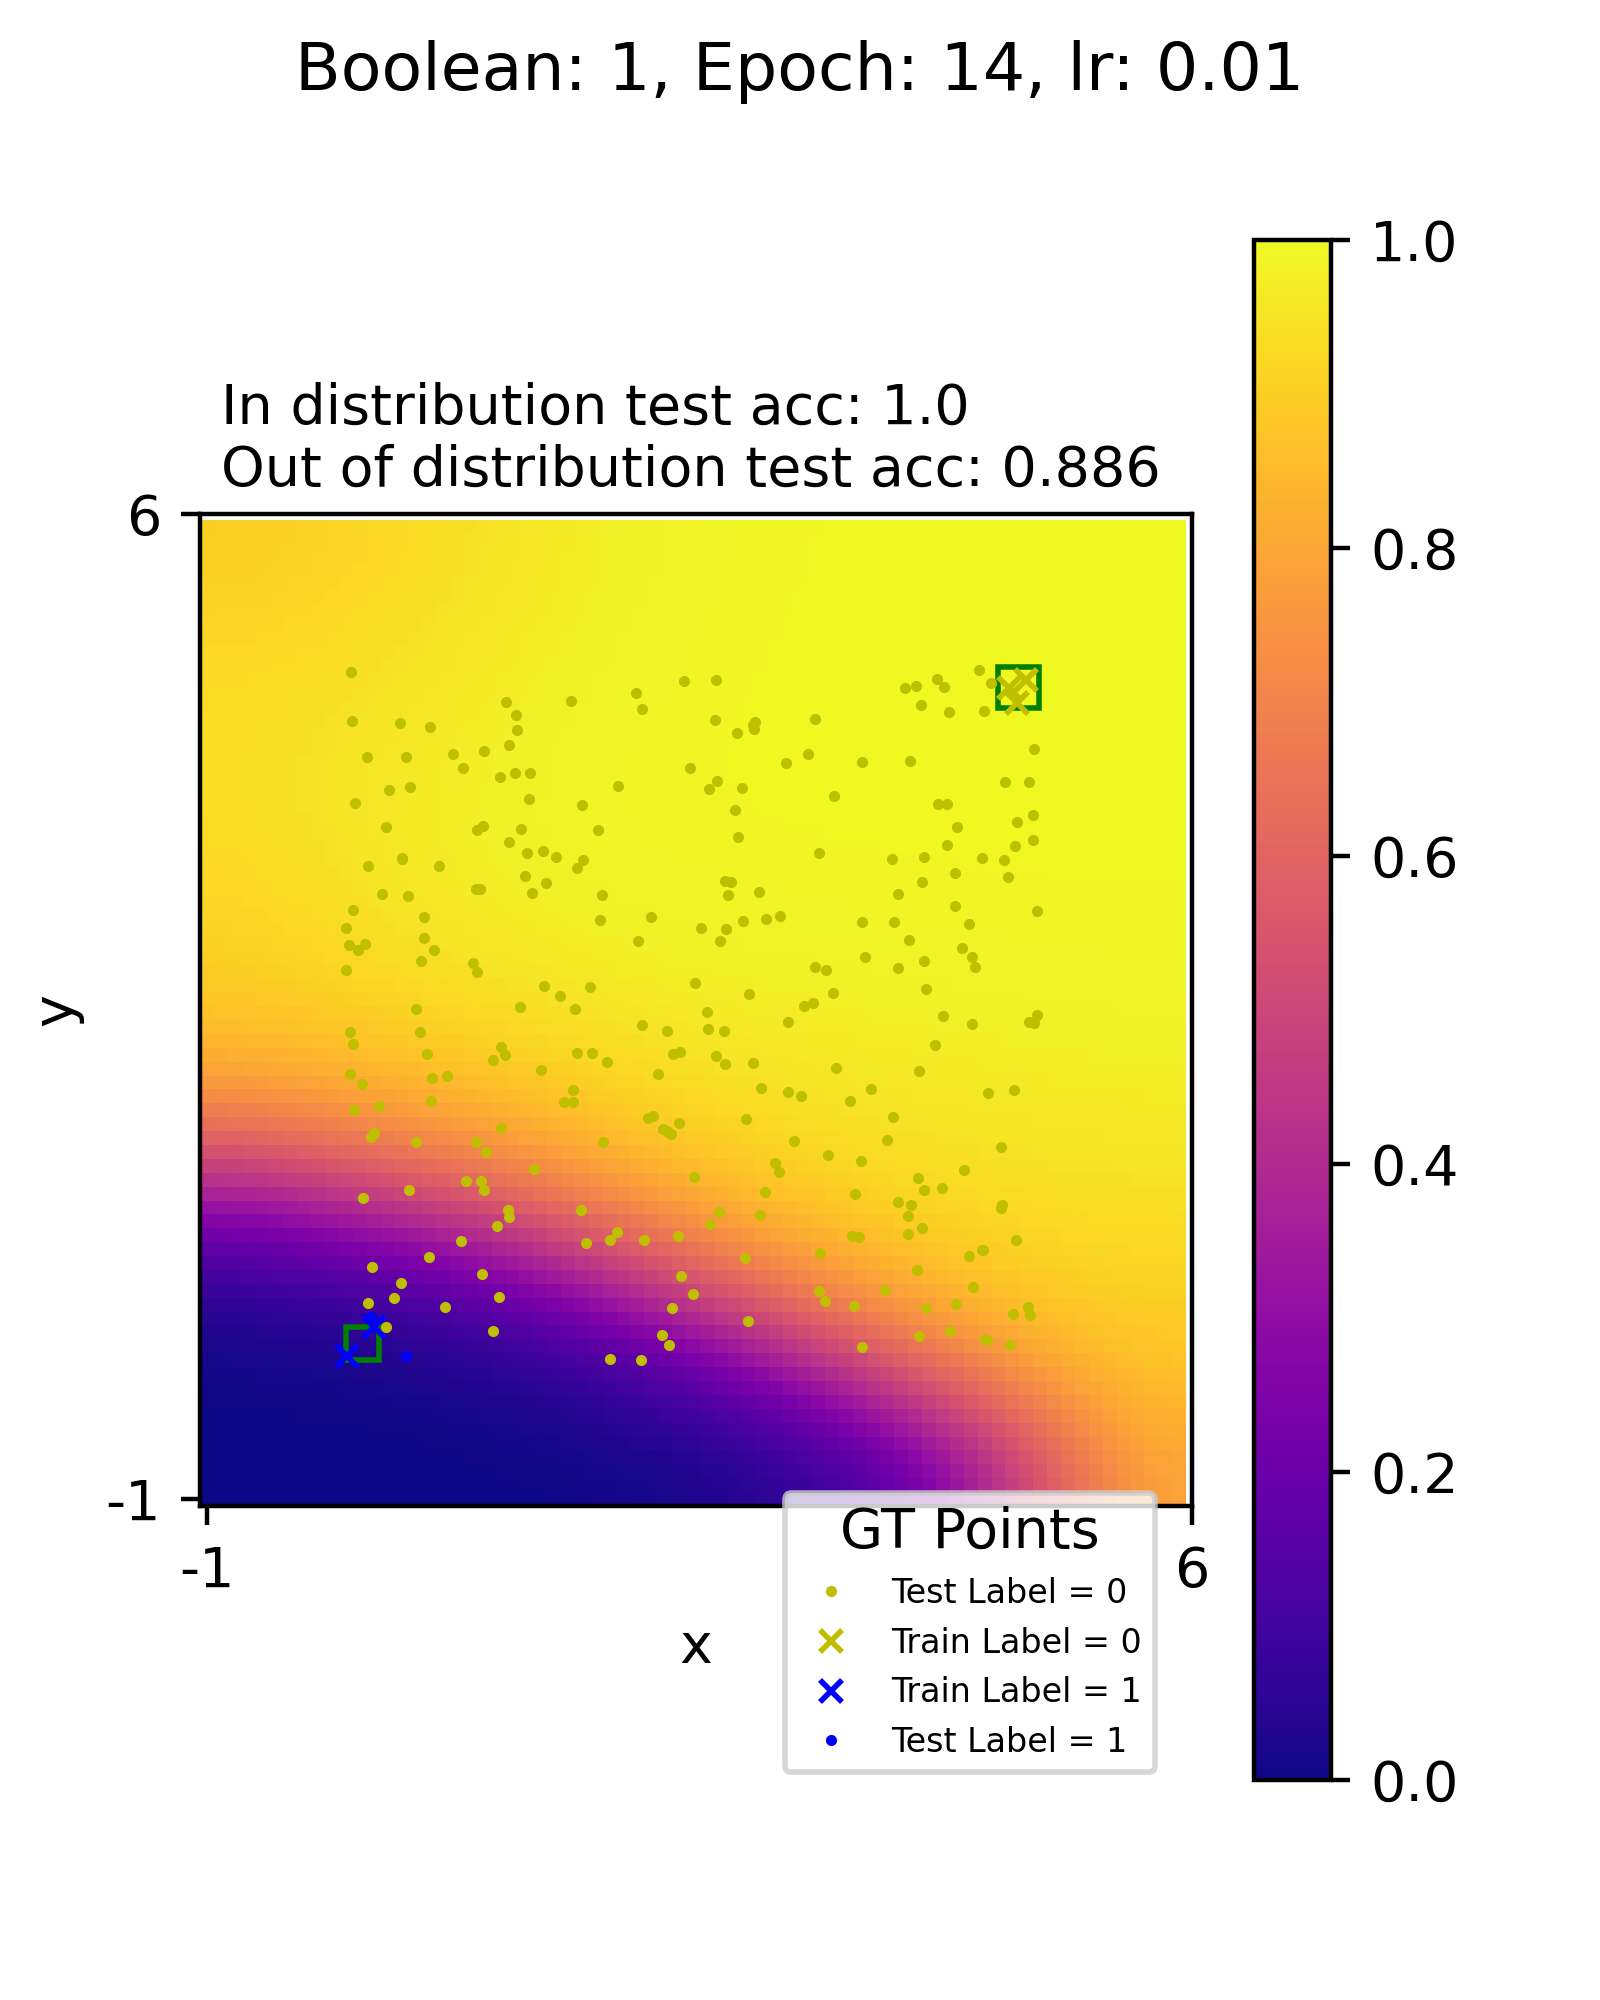 Boolean: 1, Epoch: 14, lr: 0.01
In distribution test acc: 1.0
Out of distribution test acc: 0.886
6
y
-1
-1
6
x
GT Points
Test Label = 0
Train Label = 0
Train Label = 1
Test Label = 1
1.0
0.8
0.6
0.4
0.2
0.0